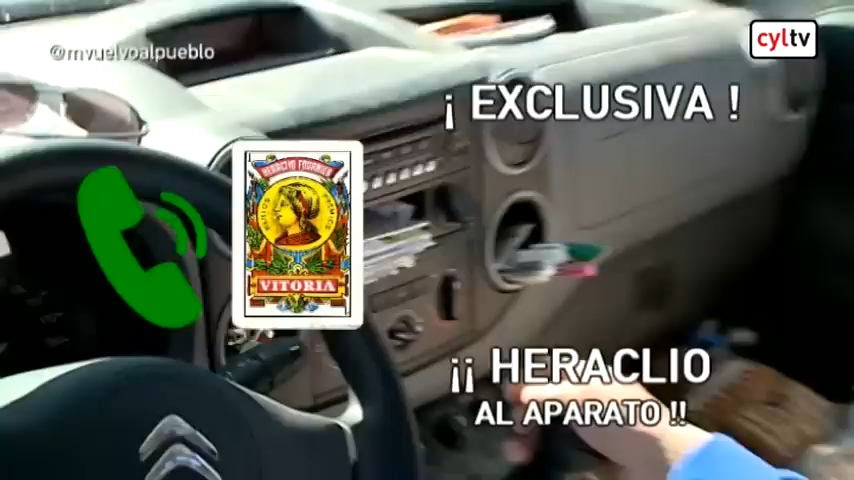 @mvuelvoalpueblo
cyltv
¡ EXCLUSIVA !
HERACLIO FOURNIER
VITORIA
¡¡ HERACLIO
AL APARATO !!